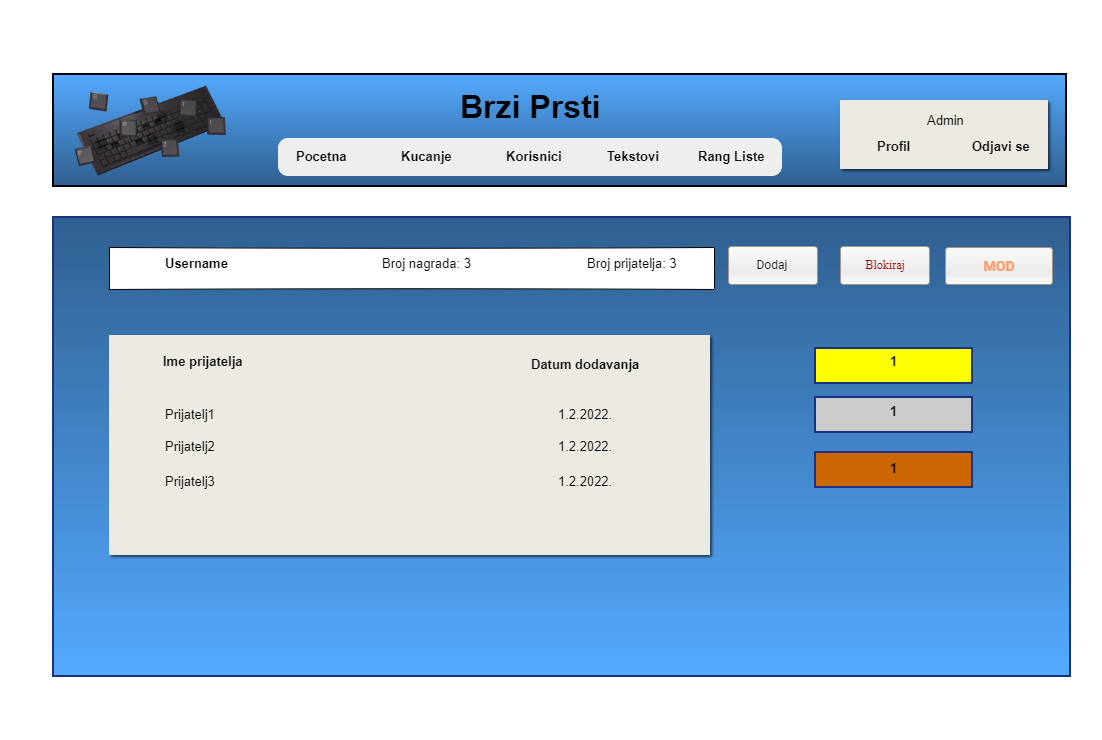 Brzi Prsti
Admin
Profil Odjavi se
Pocetna Kucanje Korisnici Tekstovi Rang Liste
Username Broj nagrada: 3 Broj prijatelja: 3 Dodaj Blokiraj MOD
Ime prijatelja Datum dodavanja
1
Prijatelj1 1.2.2022.
1
Prijatelj2 1.2.2022.
1
Prijatelj3 1.2.2022.